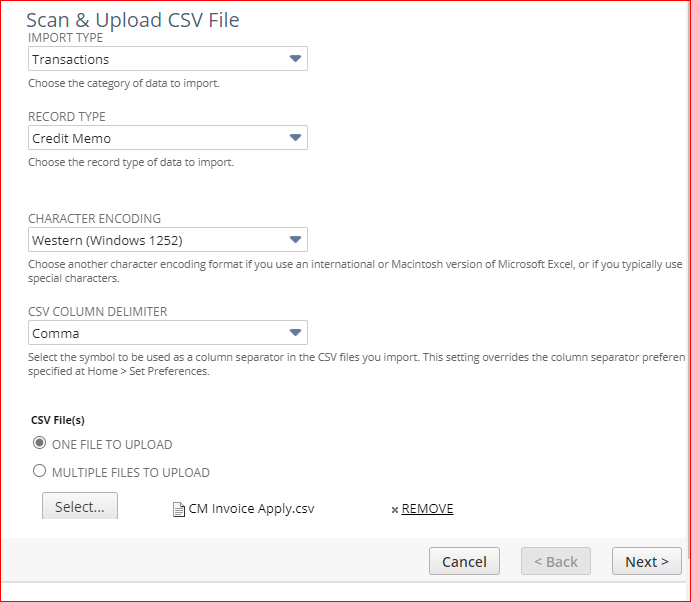 Scan & Upload CSV File
IMPORT TYPE
Transactions
Choose the category of data to import.
RECORD TYPE
Credit Memo
Choose the record type of data to import.
CHARACTER ENCODING
Western (Windows 1252)
Choose another character encoding format if you use an international or Macintosh version of Microsoft Excel, or if you typically use
special characters.
CSV COLUMN DELIMITER
Comma
Select the symbol to be used as a column separator in the CSV files you import. This setting overrides the column separator preferen
specified at Home > Set Preferences.
CSV File(s)
ONE FILE TO UPLOAD
MULTIPLE FILES TO UPLOAD
Select... CM Invoice Apply.csv × REMOVE
Cancel < Back Next >